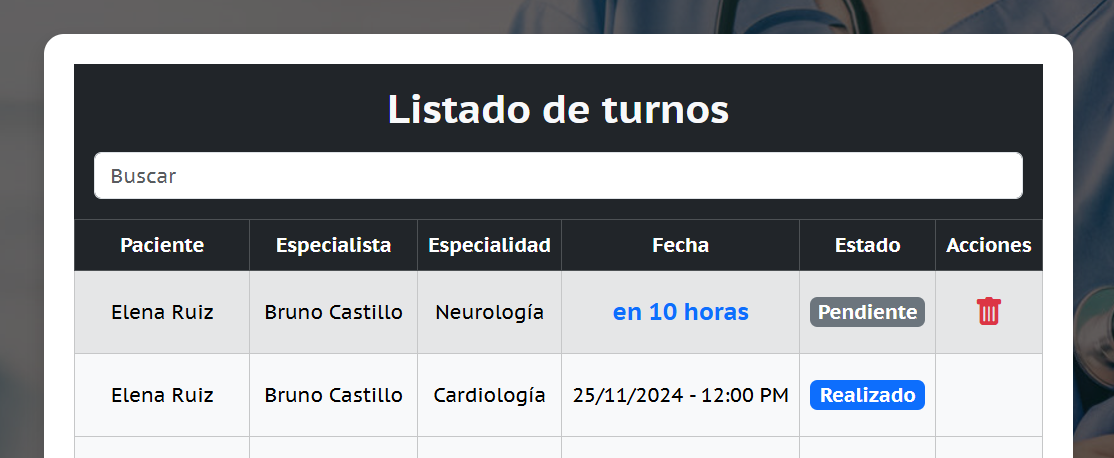 Listado de turnos
Buscar
Paciente Especialista Especialidad Fecha Estado Acciones
Elena Ruiz Bruno Castillo Neurología en 10 horas Pendiente
Elena Ruiz Bruno Castillo Cardiología 25/11/2024 - 12:00 PM Realizado